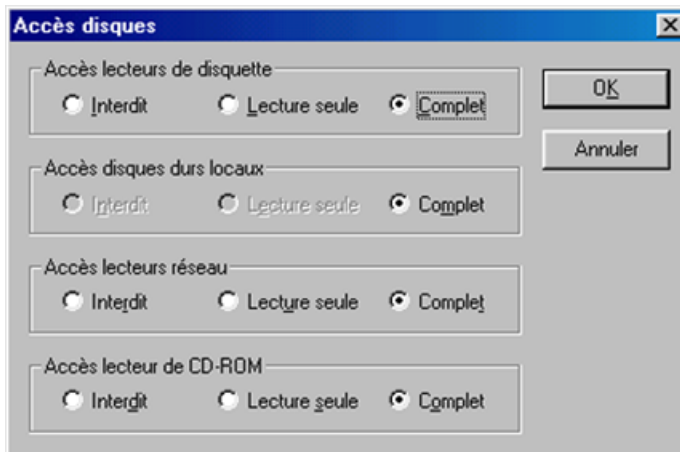 Accès disques
Accès lecteurs de disquette
Interdit Lecture seule Complet
OK
Annuler
Accès disques durs locaux
Interdit Lecture seule Complet
Accès lecteurs réseau
Interdit Lecture seule Complet
Accès lecteur de CD-ROM
Interdit Lecture seule Complet